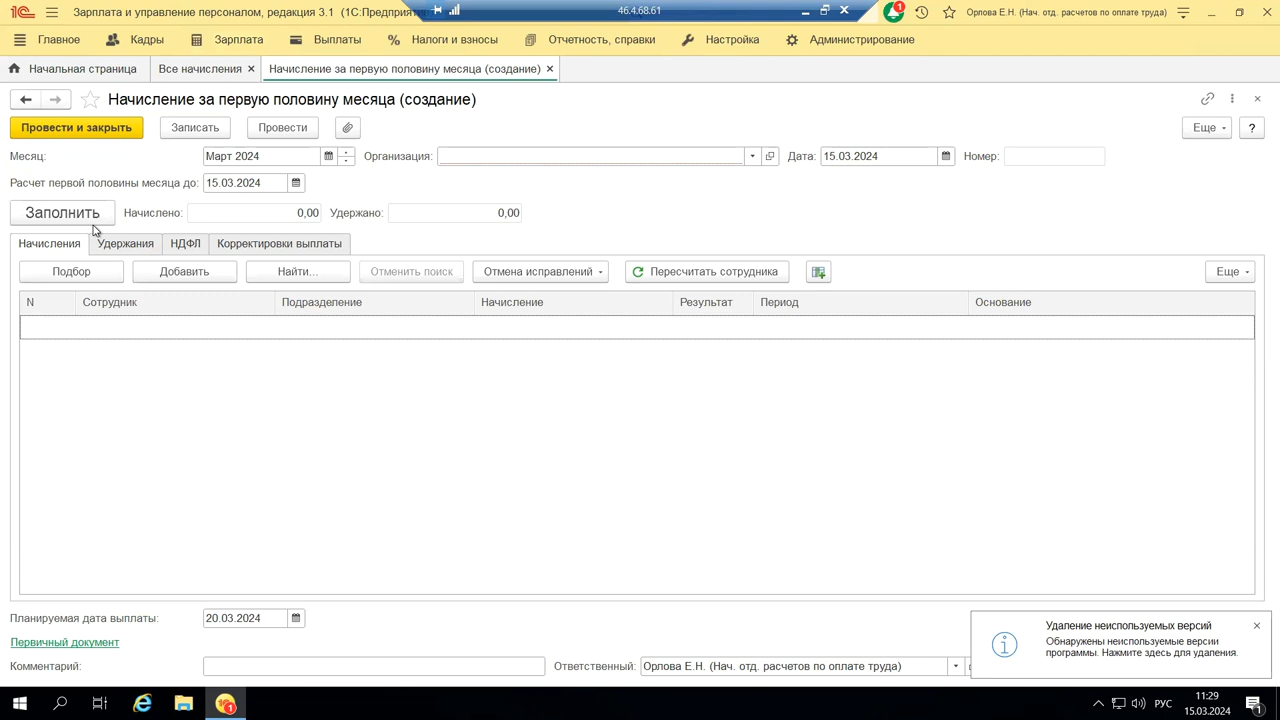 Зарплата и управление персоналом, редакция 3.1 (1С:Предприятие
46.4.68.61
1
Орлова Е.Н. (Нач. отд. расчетов по оплате труда)
Главное
Кадры
Зарплата
Выплаты
Налоги и взносы
Отчетность, справки
Настройка
Администрирование
Начальная страница
Все начисления
Начисление за первую половину месяца (создание)
Начисление за первую половину месяца (создание)
Провести и закрыть
Записать
Провести
Еще
?
Месяц:
Март 2024
Организация:
Дата:
15.03.2024
Номер:
Расчет первой половины месяца до:
15.03.2024
Заполнить
Начислено:
0,00
Удержано:
0,00
Начисления
Удержания
НДФЛ
Корректировки выплаты
Подбор
Добавить
Найти...
Отменить поиск
Отмена исправлений
Пересчитать сотрудника
Еще
N
Сотрудник
Подразделение
Начисление
Результат
Период
Основание
Планируемая дата выплаты:
20.03.2024
Первичный документ
Комментарий:
Ответственный:
Орлова Е.Н. (Нач. отд. расчетов по оплате труда)
Удаление неиспользуемых версий
Обнаружены неиспользуемые версии
программы. Нажмите здесь для удаления.
1
РУС
11:29
15.03.2024
1